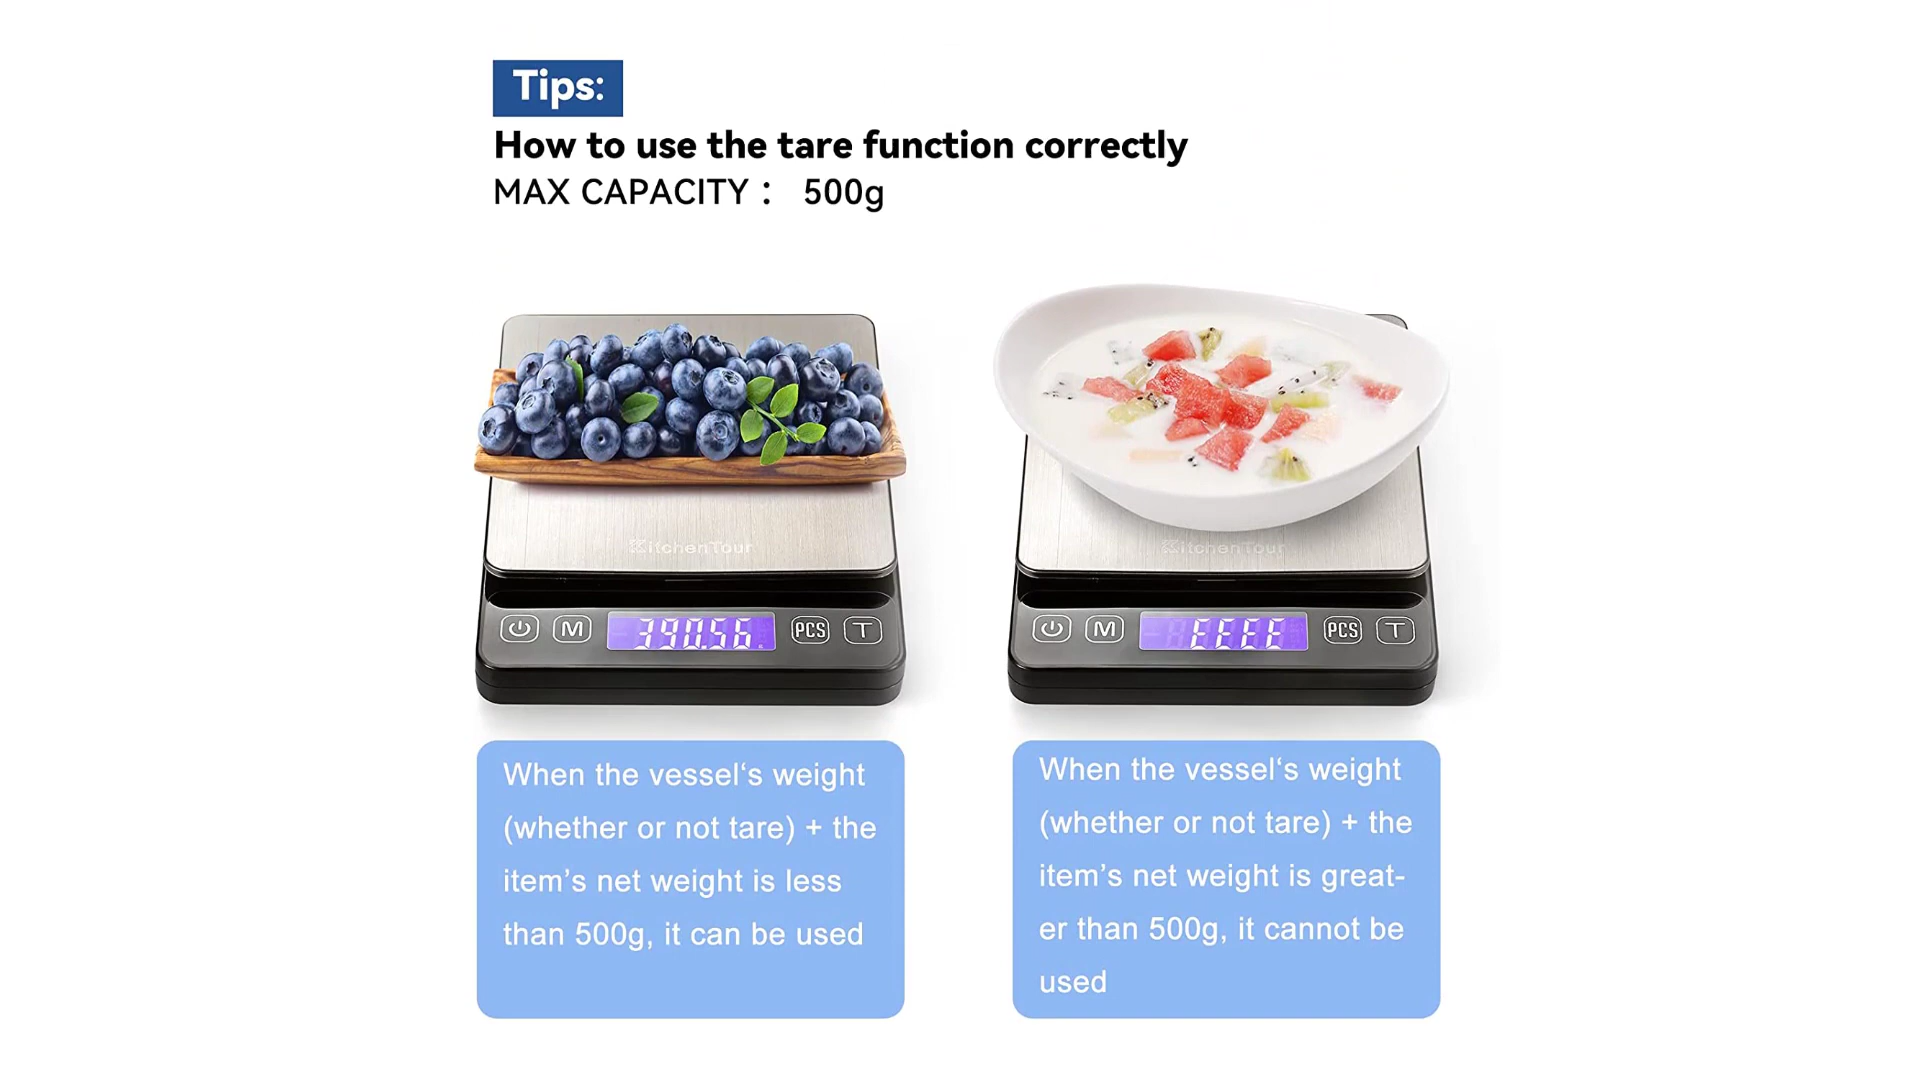 Tips:
How to use the tare function correctly
MAX CAPACITY： 500g
KitchenTour
KitchenTour
M
390.56
PCS
T
M
EEEE
PCS
T
When the vessel‘s weight
(whether or not tare) + the
item’s net weight is less
than 500g, it can be used
When the vessel‘s weight
(whether or not tare) + the
item’s net weight is great-
er than 500g, it cannot be
used